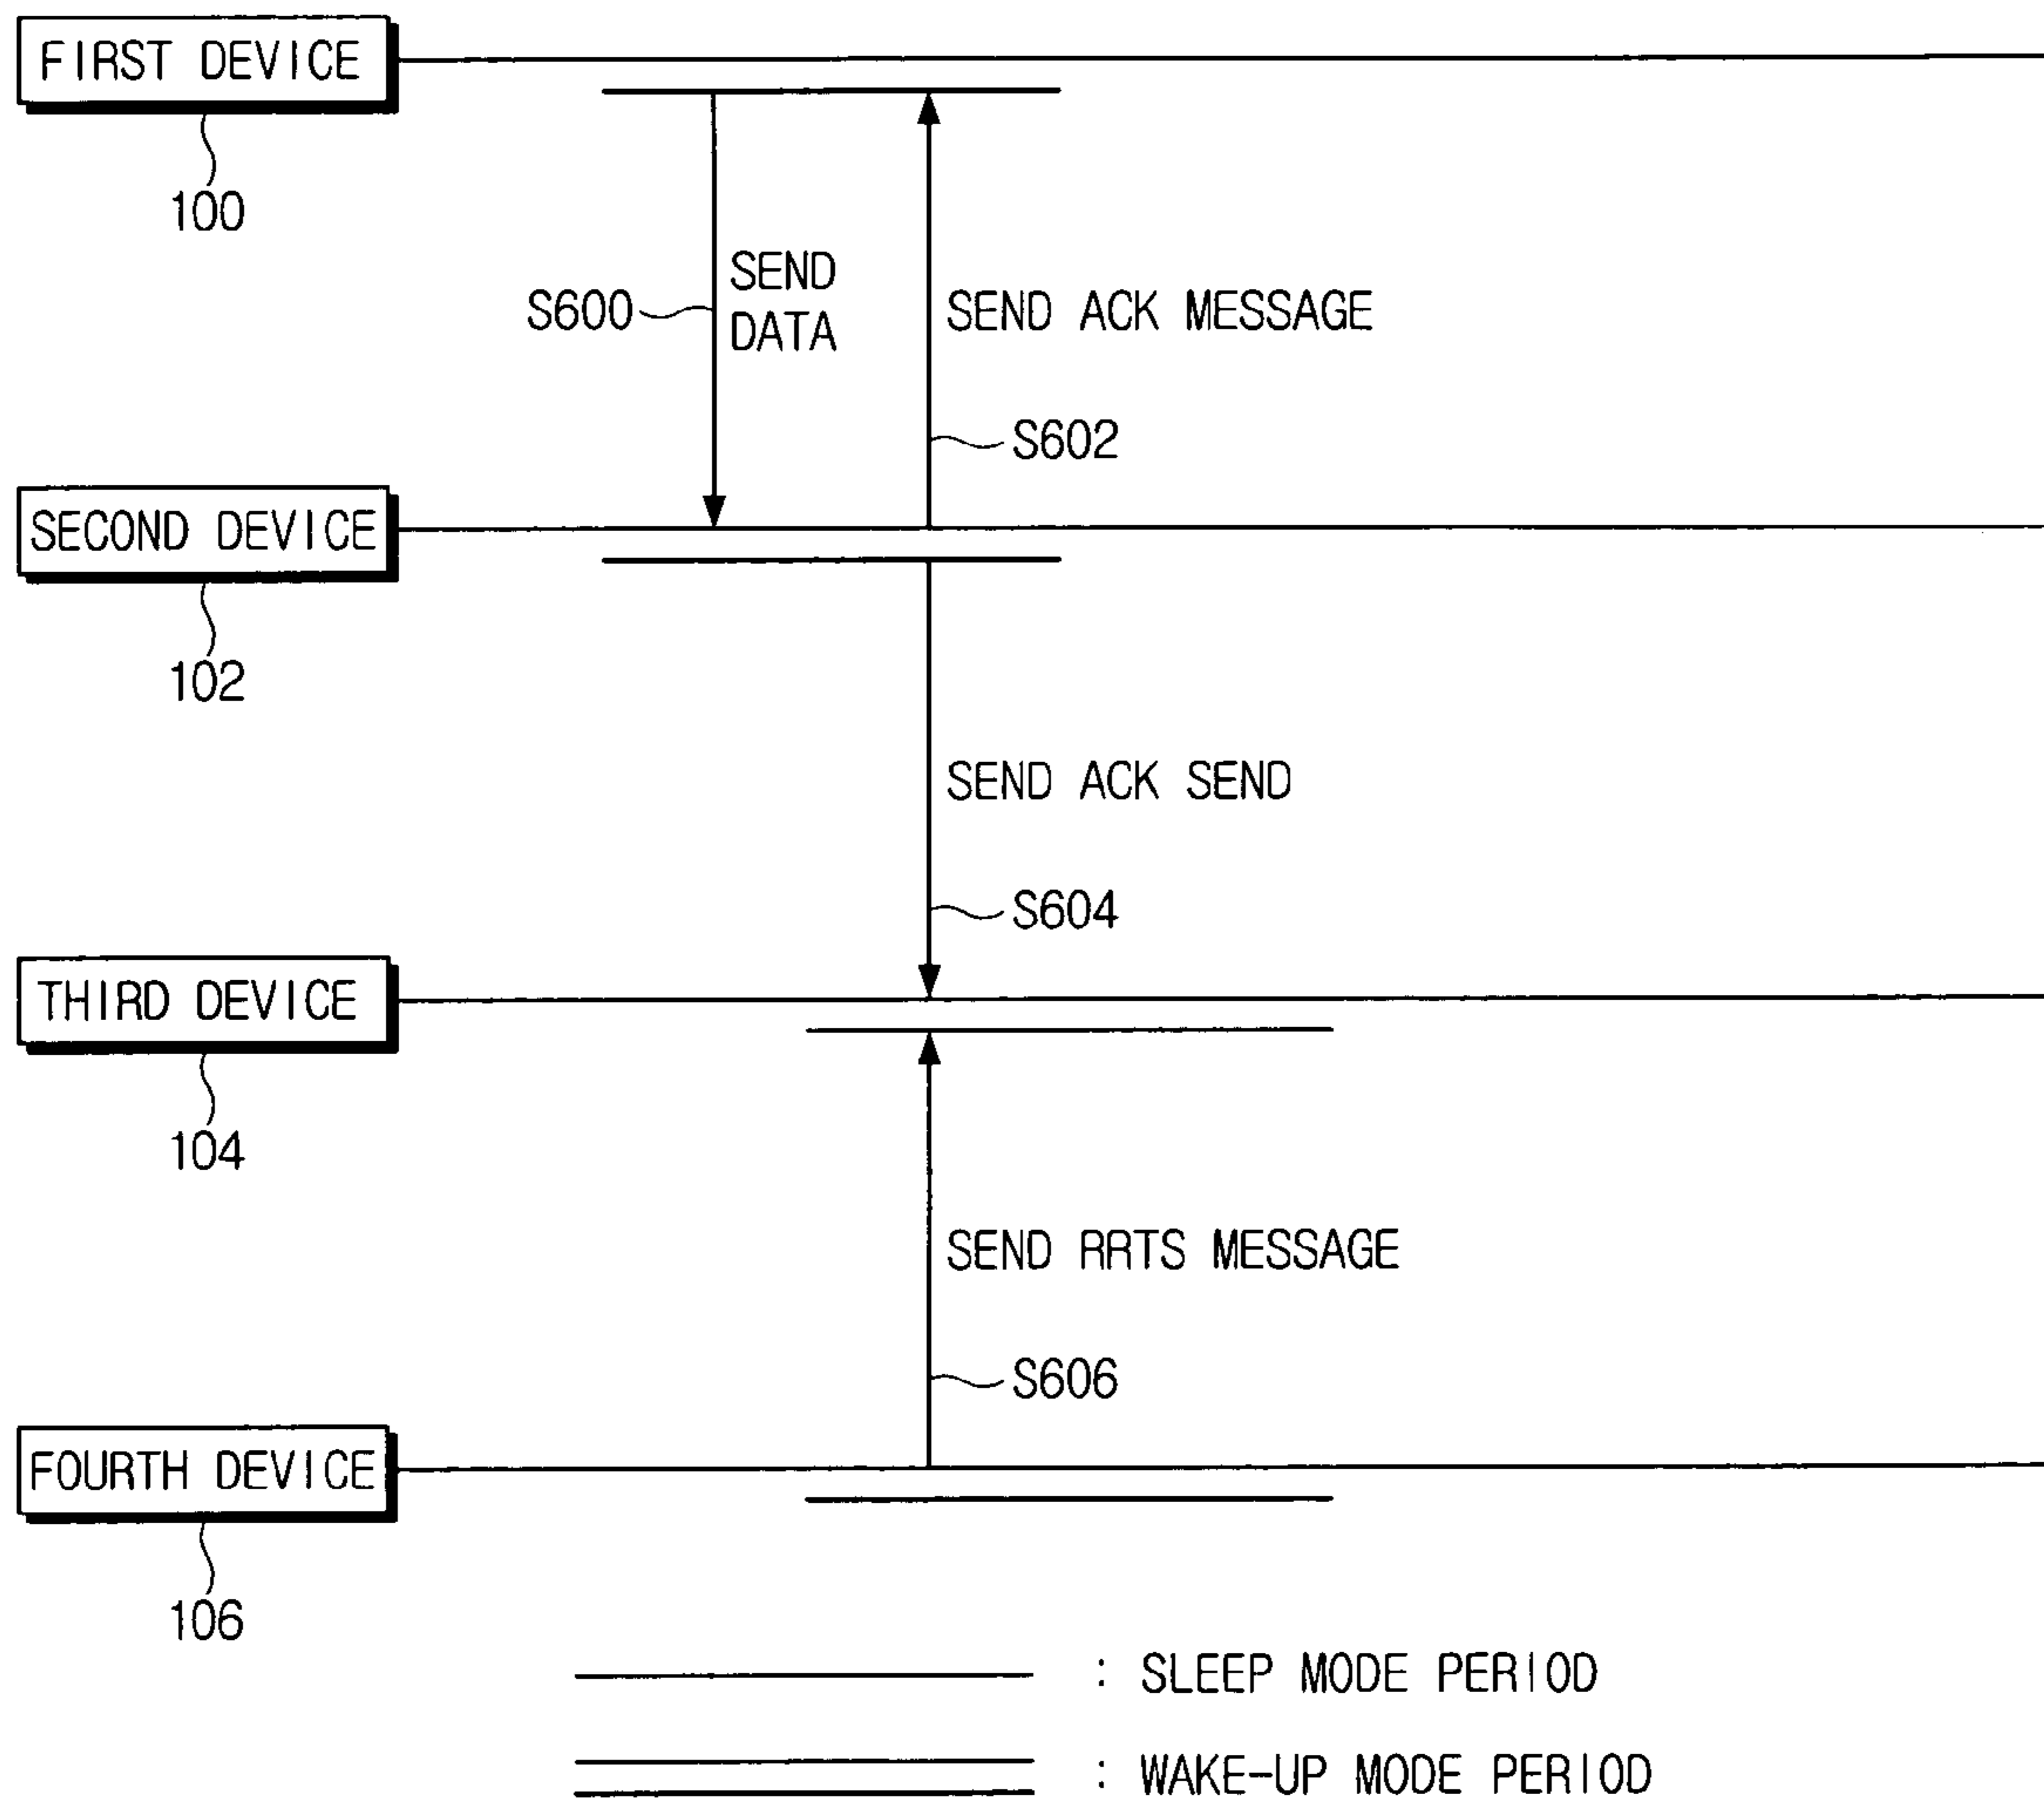 FIRST DEVICE
100
S600
SEND
DATA
SEND ACK MESSAGE
S602
SECOND DEVICE
102
SEND ACK SEND
S604
THIRD DEVICE
104
SEND RRTS MESSAGE
S606
FOURTH DEVICE
106
: SLEEP MODE PERIOD
: WAKE-UP MODE PERIOD